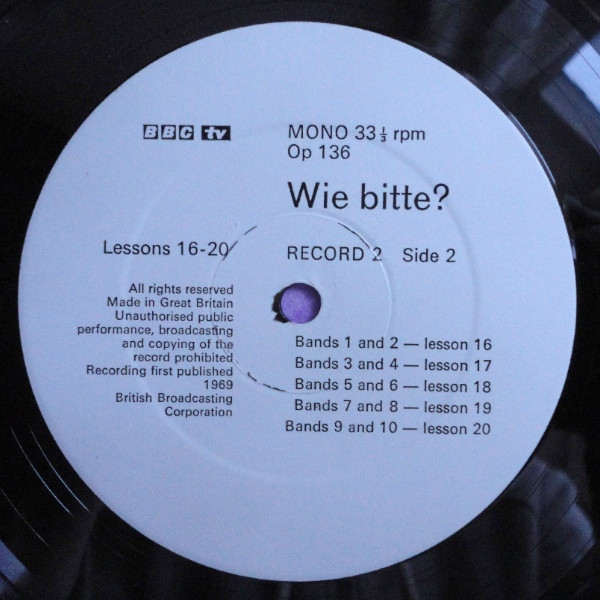 BBC tv
MONO 33⅓ rpm
Op 136
Wie bitte?
Lessons 16-20
RECORD 2 Side 2
All rights reserved
Made in Great Britain
Unauthorised public
performance, broadcasting
and copying of the
record prohibited
Recording first published
1969
British Broadcasting
Corporation
Bands 1 and 2 — lesson 16
Bands 3 and 4 — lesson 17
Bands 5 and 6 — lesson 18
Bands 7 and 8 — lesson 19
Bands 9 and 10 — lesson 20